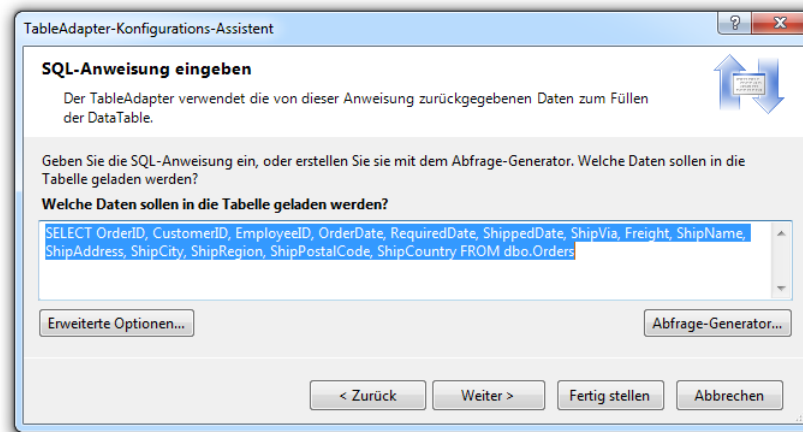 TableAdapter-Konfigurations-Assistent
SQL-Anweisung eingeben
Der TableAdapter verwendet die von dieser Anweisung zurückgegebenen Daten zum Füllen
der DataTable.
Geben Sie die SQL-Anweisung ein, oder erstellen Sie sie mit dem Abfrage-Generator. Welche Daten sollen in die
Tabelle geladen werden?
Welche Daten sollen in die Tabelle geladen werden?
SELECT OrderID, CustomerID, EmployeeID, OrderDate, RequiredDate, ShippedDate, ShipVia, Freight, ShipName,
ShipAddress, ShipCity, ShipRegion, ShipPostalCode, ShipCountry FROM dbo.Orders
Erweiterte Optionen... Abfrage-Generator...
< Zurück Weiter > Fertig stellen Abbrechen